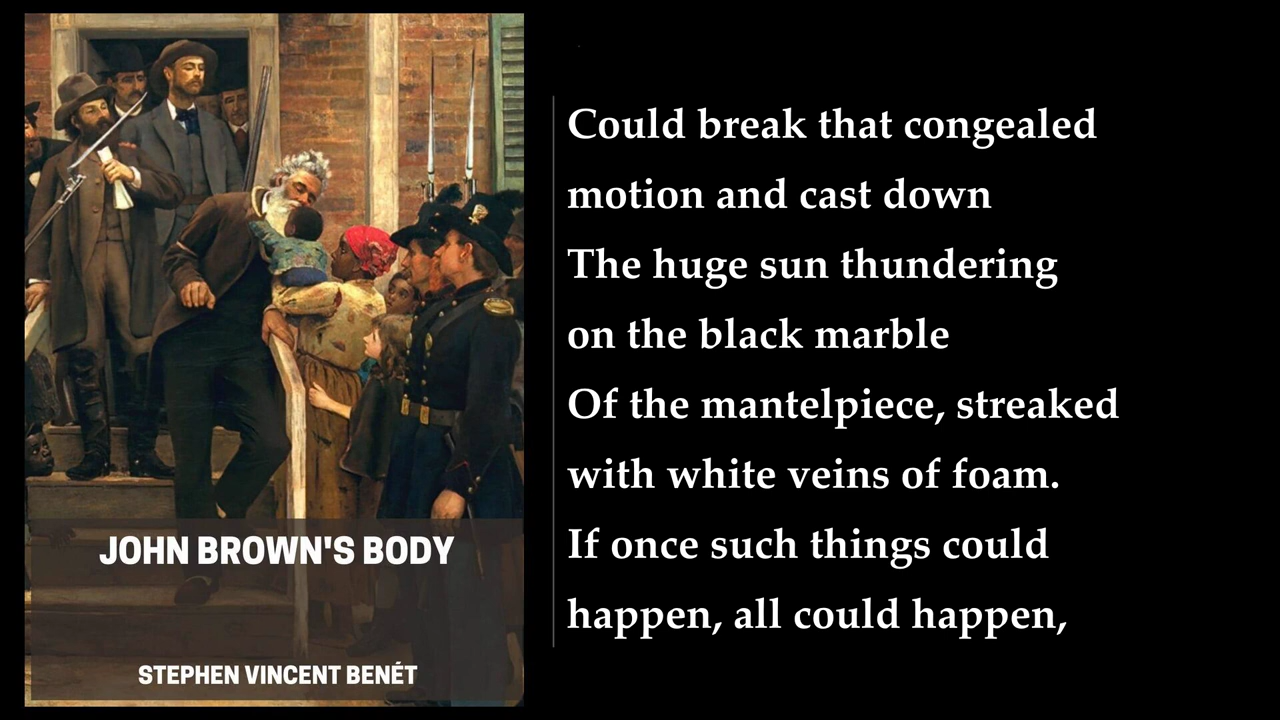 JOHN BROWN'S BODY
STEPHEN VINCENT BENÉT
Could break that congealed
motion and cast down
The huge sun thundering
on the black marble
Of the mantelpiece, streaked
with white veins of foam.
If once such things could
happen, all could happen,